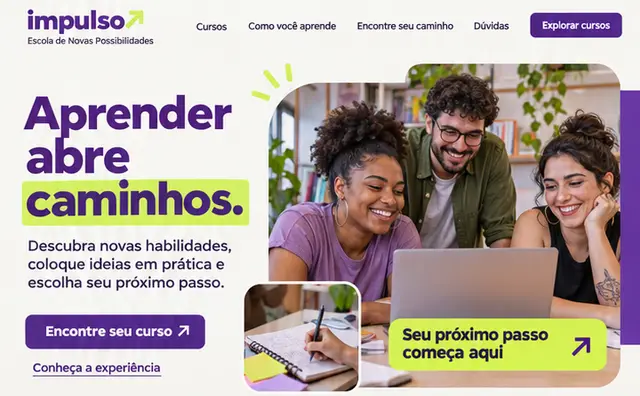 impulso
Escola de Novas Possibilidades
Cursos
Como você aprende
Encontre seu caminho
Dúvidas
Explorar cursos
Aprender
abre
caminhos.
Descubra novas habilidades,
coloque ideias em prática e
escolha seu próximo passo.
Encontre seu curso
Conheça a experiência
Seu próximo passo
começa aqui